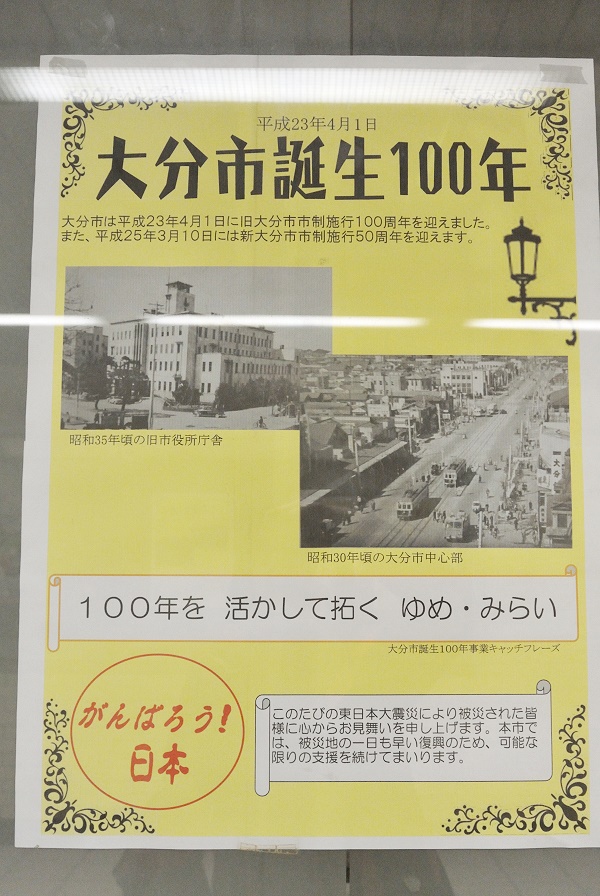 平成23年4月1日
大分市誕生100年
大分市は平成23年4月1日に旧大分市市制施行100周年を迎えました。
また、平成25年3月10日には新大分市市制施行50周年を迎えます。
昭和35年頃の旧市役所庁舎
大分
昭和30年頃の大分市中心部
１００年を 活かして拓く ゆめ・みらい
大分市誕生100年事業キャッチフレーズ
がんばろう!
日本
このたびの東日本大震災により被災された皆
様に心からお見舞いを申し上げます。本市で
は、被災地の一日も早い復興のため、可能な
限りの支援を続けてまいります。